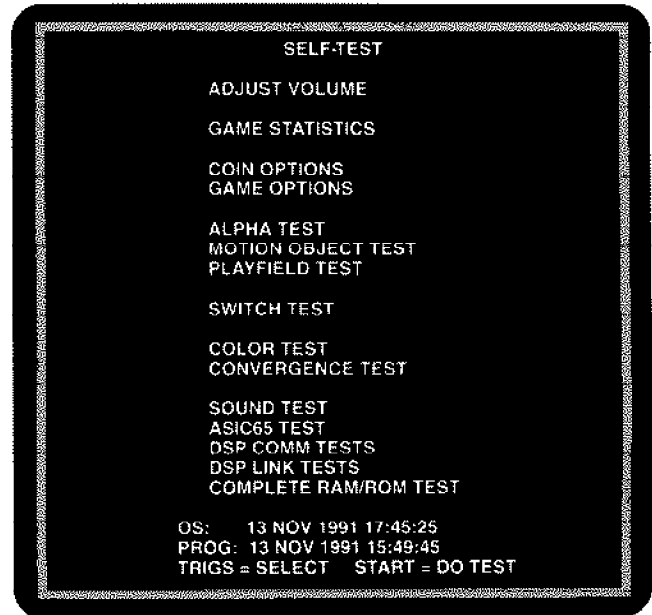 SELF-TEST
ADJUST VOLUME
GAME STATISTICS
COIN OPTIONS
GAME OPTIONS
ALPHA TEST
MOTION OBJECT TEST
PLAYFIELD TEST
SWITCH TEST
COLOR TEST
CONVERGENCE TEST
SOUND TEST
ASIC65 TEST
DSP COMM TESTS
DSP LINK TESTS
COMPLETE RAM/ROM TEST
OS: 13 NOV 1991 17:45:25
PROG: 13 NOV 1991 15:49:45
TRIGS = SELECT START = DO TEST